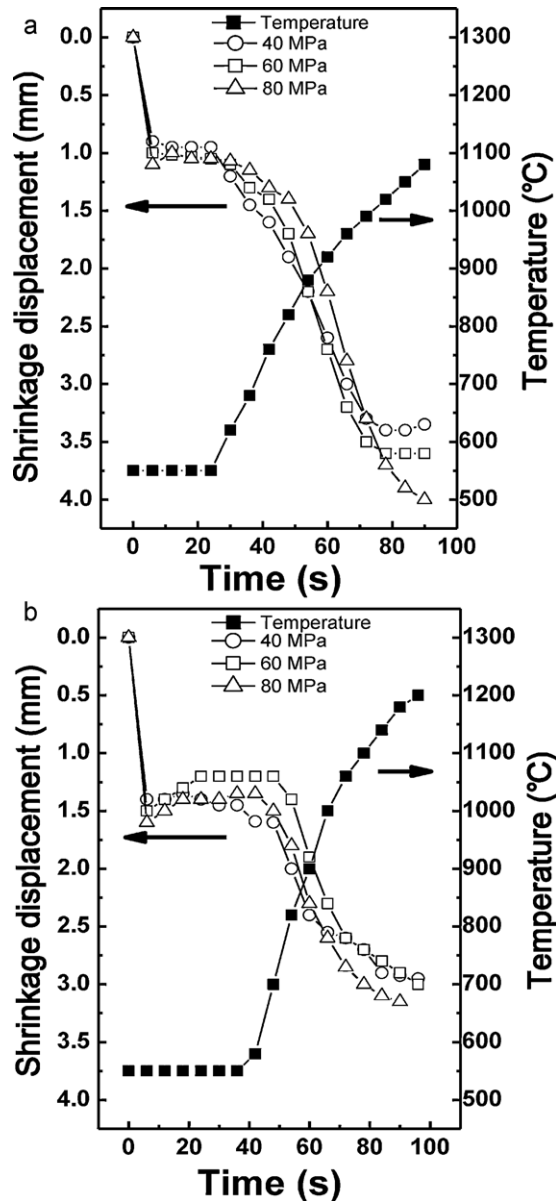 a
Temperature
40 MPa
60 MPa
80 MPa
Shrinkage displacement (mm)
0.0
0.5
1.0
1.5
2.0
2.5
3.0
3.5
4.0
1300
1200
1100
1000
900
800
700
600
500
Temperature (°C)
0 20 40 60 80 100
Time (s)
b
Temperature
40 MPa
60 MPa
80 MPa
Shrinkage displacement (mm)
0.0
0.5
1.0
1.5
2.0
2.5
3.0
3.5
4.0
1300
1200
1100
1000
900
800
700
600
500
Temperature (°C)
0 20 40 60 80 100
Time (s)